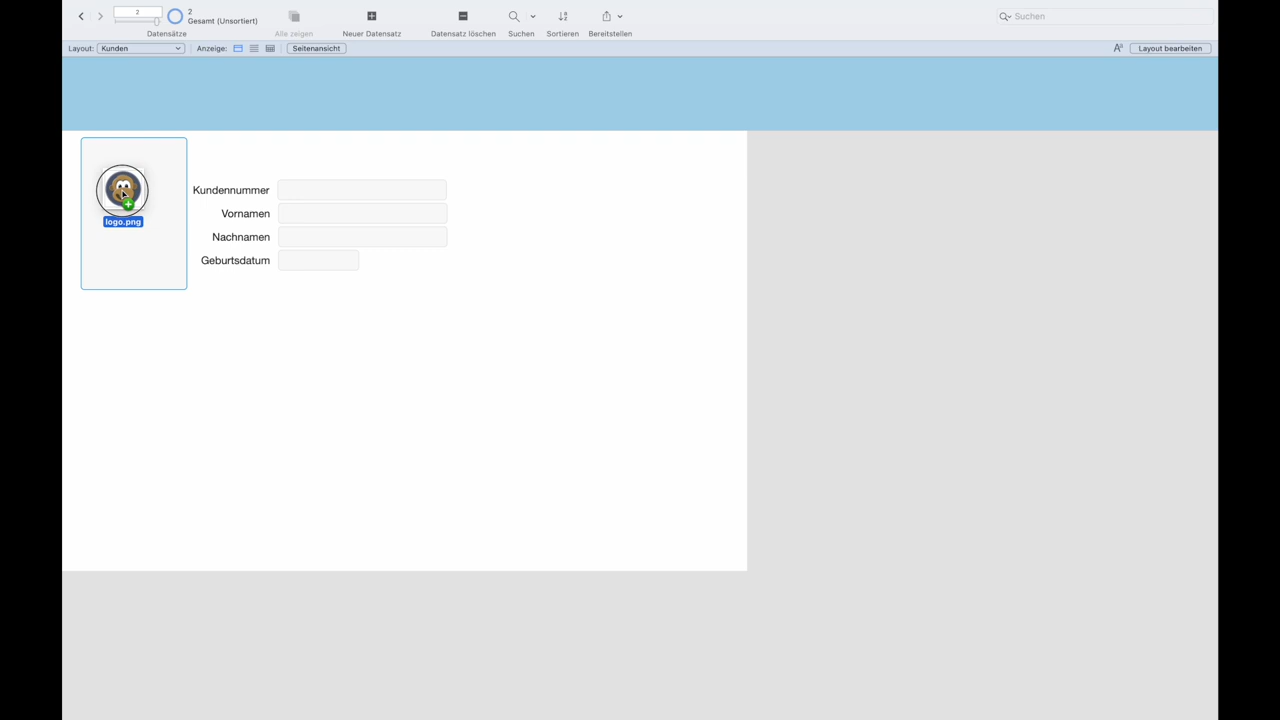 2
2
Gesamt (Unsortiert)
Datensätze
Alle zeigen
Neuer Datensatz
Datensatz löschen
Suchen
Sortieren
Bereitstellen
Suchen
Layout: Kunden
Anzeige:
Seitenansicht
Layout bearbeiten
Kundennummer
Vornamen
logo.png
Nachnamen
Geburtsdatum